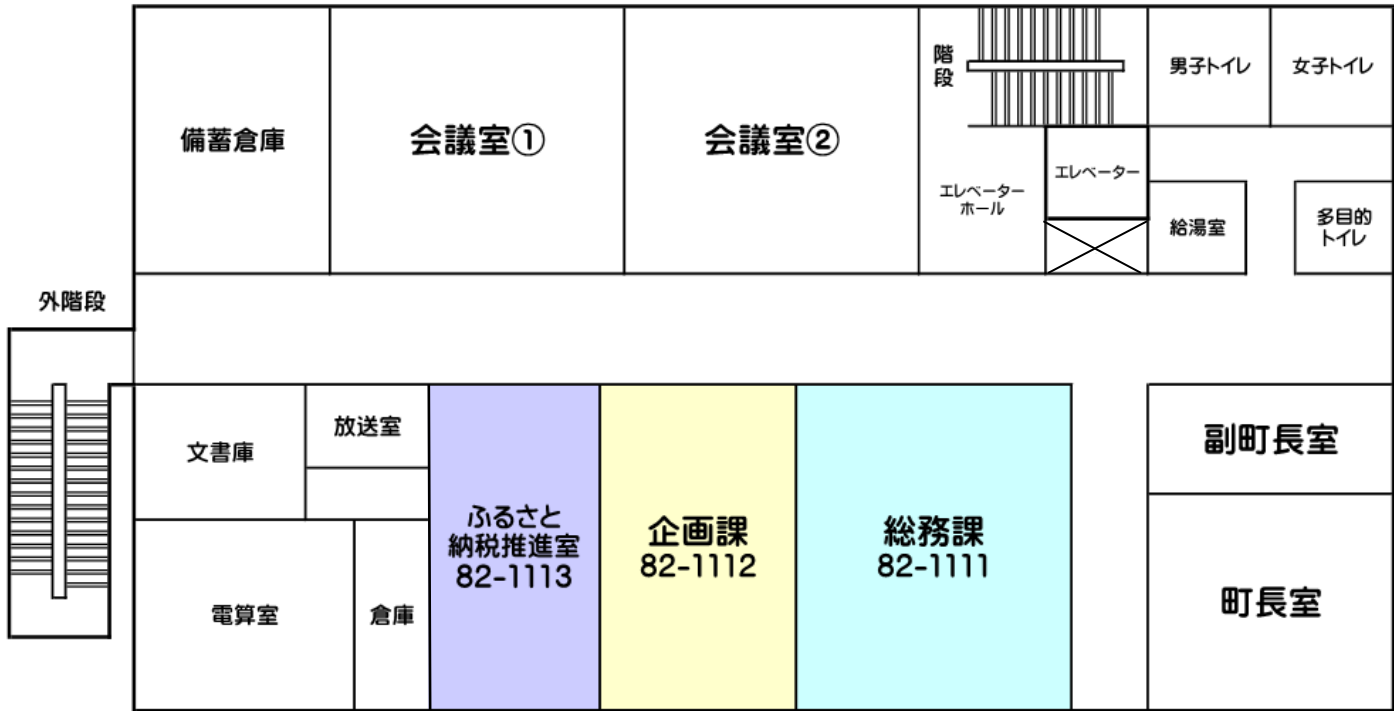 階段
男子トイレ
女子トイレ
備蓄倉庫
会議室①
会議室②
エレベーター
エレベーター
ホール
給湯室
多目的
トイレ
外階段
文書庫
放送室
副町長室
ふるさと
納税推進室
82-1113
企画課
82-1112
総務課
82-1111
電算室
倉庫
町長室